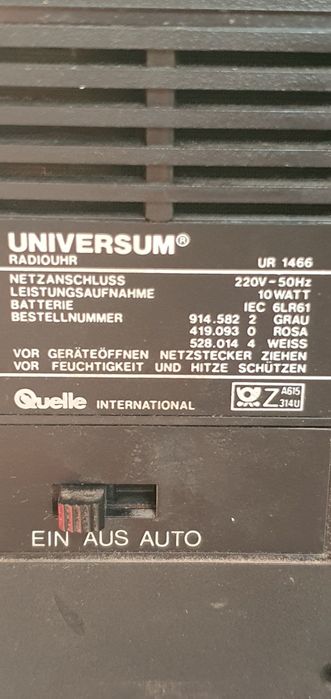 UNIVERSUM®
RADIOUHR UR 1466
NETZANSCHLUSS 220V-50Hz
LEISTUNGSAUFNAHME 10 WATT
BATTERIE IEC 6LR61
BESTELLNUMMER 914.582 2 GRAU
419.093 0 ROSA
528.014 4 WEISS
VOR GERÄTEÖFFNEN NETZSTECKER ZIEHEN
VOR FEUCHTIGKEIT UND HITZE SCHÜTZEN
Quelle INTERNATIONAL Z A615
314U
EIN AUS AUTO